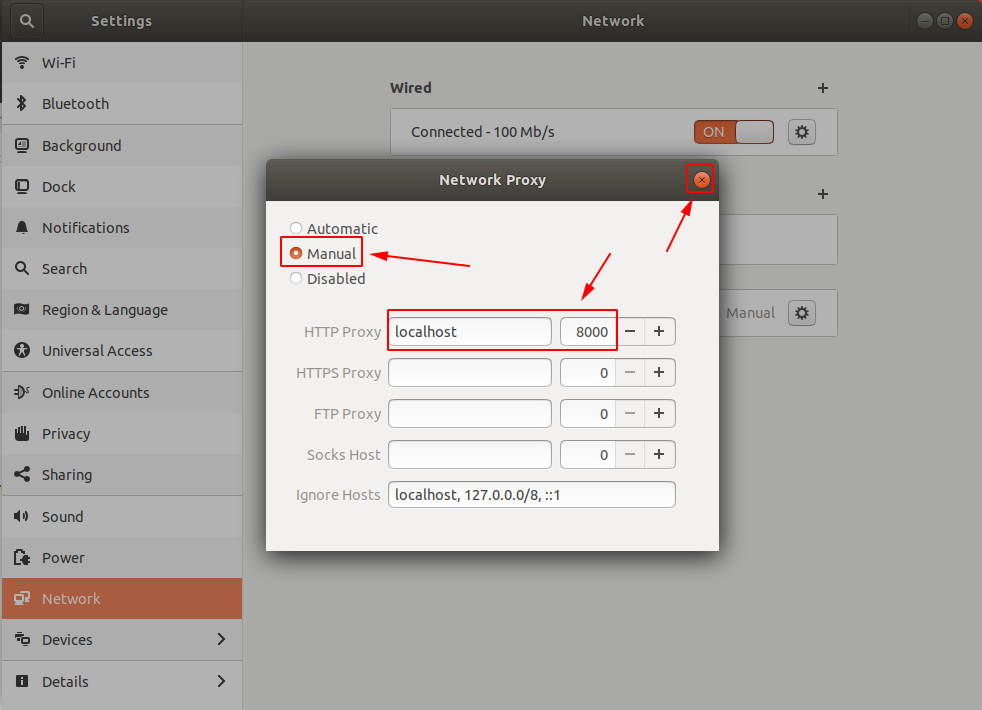 Settings
Network
Wi-Fi
Bluetooth
Background
Dock
Notifications
Search
Region & Language
Universal Access
Online Accounts
Privacy
Sharing
Sound
Power
Network
Devices
Details
Wired
Connected - 100 Mb/s
ON
Manual
Network Proxy
Automatic
Manual
Disabled
HTTP Proxy localhost 8000
HTTPS Proxy 0
FTP Proxy 0
Socks Host 0
Ignore Hosts localhost, 127.0.0.0/8, ::1